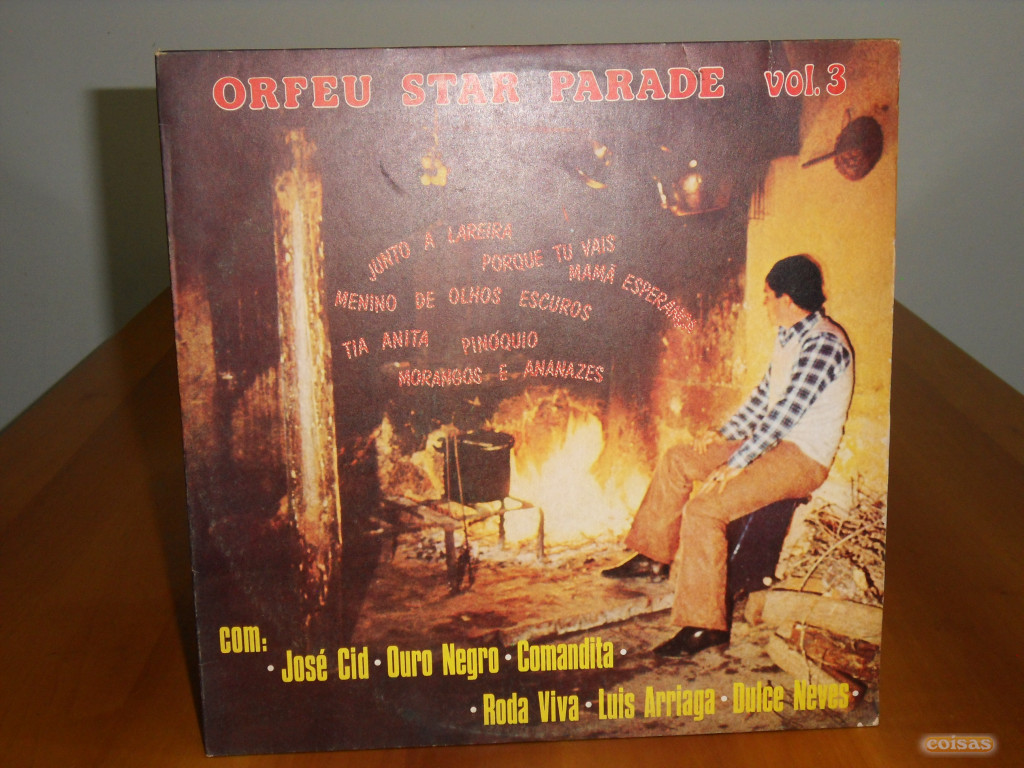 ORFEU STAR PARADE vol.3
JUNTO À LAREIRA
PORQUE TU VAIS
MAMÃ ESPERANÇA
MENINO DE OLHOS ESCUROS
TIA ANITA PINÓQUIO
MORANGOS E ANANAZES
com:
• José Cid • Ouro Negro • Comandita •
• Roda Viva • Luis Arriaga • Dulce Neves •
coisas